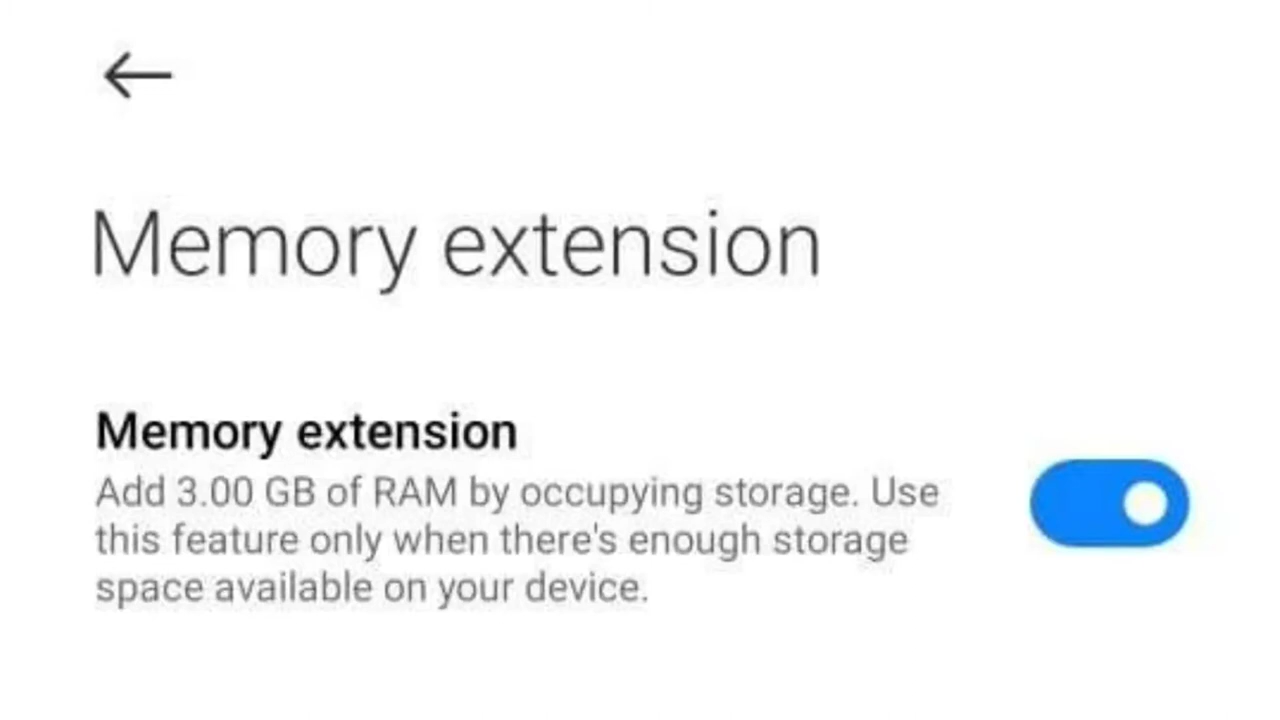 Memory extension
Memory extension
Add 3.00 GB of RAM by occupying storage. Use
this feature only when there's enough storage
space available on your device.